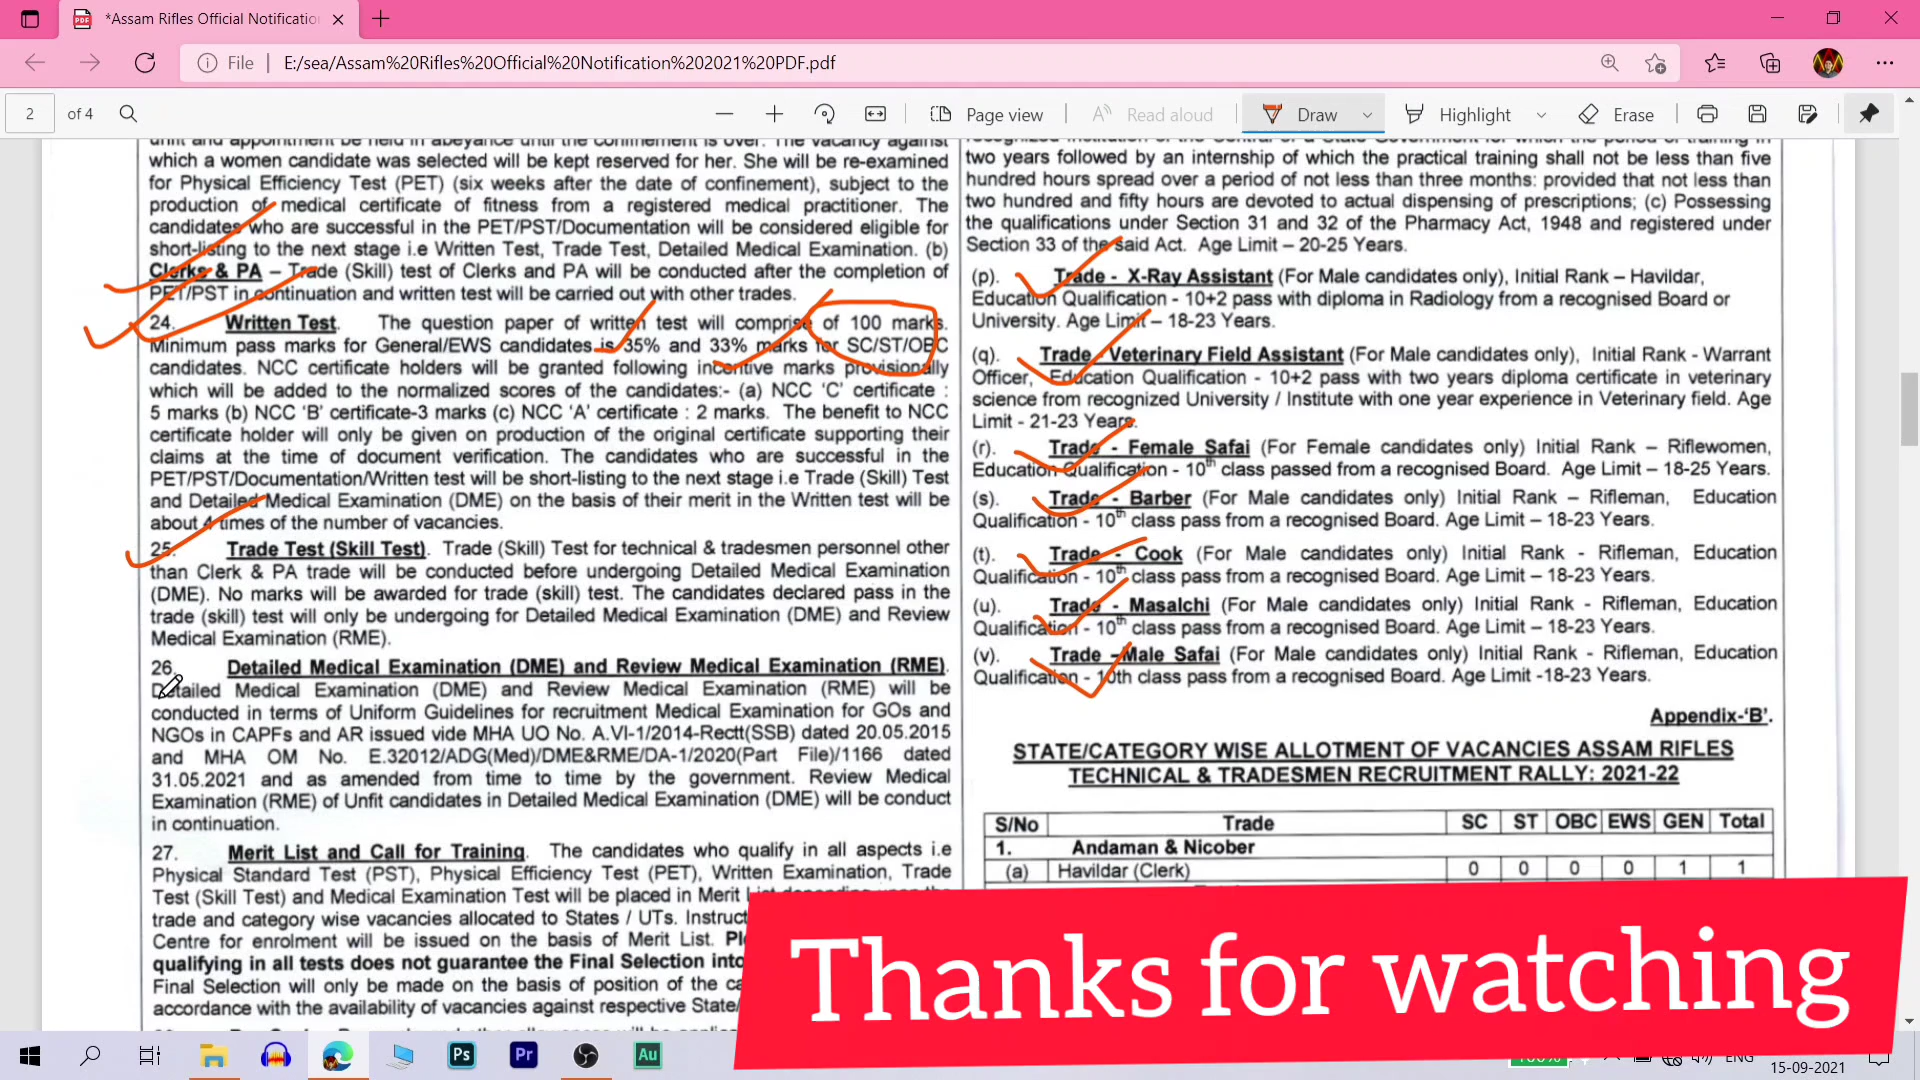 *Assam Rifles Official Notificatio
File
E:/sea/Assam%20Rifles%20Official%20Notification%202021%20PDF.pdf
2 of 4
Page view
Read aloud
Draw
Highlight
Erase
unfit and appointment be held in abeyance until the confinement is over. The vacancy against
which a women candidate was selected will be kept reserved for her. She will be re-examined
for Physical Efficiency Test (PET) (six weeks after the date of confinement), subject to the
production of medical certificate of fitness from a registered medical practitioner. The
candidates who are successful in the PET/PST/Documentation will be considered eligible for
short-listing to the next stage i.e Written Test, Trade Test, Detailed Medical Examination. (b)
Clerks & PA – Trade (Skill) test of Clerks and PA will be conducted after the completion of
PET/PST in continuation and written test will be carried out with other trades.
24. Written Test. The question paper of written test will comprise of 100 marks.
Minimum pass marks for General/EWS candidates is 35% and 33% marks for SC/ST/OBC
candidates. NCC certificate holders will be granted following incentive marks provisionally
which will be added to the normalized scores of the candidates:- (a) NCC ‘C’ certificate :
5 marks (b) NCC ‘B’ certificate-3 marks (c) NCC ‘A’ certificate : 2 marks. The benefit to NCC
certificate holder will only be given on production of the original certificate supporting their
claims at the time of document verification. The candidates who are successful in the
PET/PST/Documentation/Written test will be short-listing to the next stage i.e Trade (Skill) Test
and Detailed Medical Examination (DME) on the basis of their merit in the Written test will be
about 4 times of the number of vacancies.
25. Trade Test (Skill Test). Trade (Skill) Test for technical & tradesmen personnel other
than Clerk & PA trade will be conducted before undergoing Detailed Medical Examination
(DME). No marks will be awarded for trade (skill) test. The candidates declared pass in the
trade (skill) test will only be undergoing for Detailed Medical Examination (DME) and Review
Medical Examination (RME).
26. Detailed Medical Examination (DME) and Review Medical Examination (RME).
Detailed Medical Examination (DME) and Review Medical Examination (RME) will be
conducted in terms of Uniform Guidelines for recruitment Medical Examination for GOs and
NGOs in CAPFs and AR issued vide MHA UO No. A.VI-1/2014-Rectt(SSB) dated 20.05.2015
and MHA OM No. E.32012/ADG(Med)/DME&RME/DA-1/2020(Part File)/1166 dated
31.05.2021 and as amended from time to time by the government. Review Medical
Examination (RME) of Unfit candidates in Detailed Medical Examination (DME) will be conduct
in continuation.
27. Merit List and Call for Training. The candidates who qualify in all aspects i.e
Physical Standard Test (PST), Physical Efficiency Test (PET), Written Examination, Trade
Test (Skill Test) and Medical Examination Test will be placed in Merit
trade and category wise vacancies allocated to States / UTs. Instruct
Centre for enrolment will be issued on the basis of Merit List.
qualifying in all tests does not guarantee the Final Selection into
Final Selection will only be made on the basis of position of the ca
accordance with the availability of vacancies against respective State/
recognized institution of the Central or a State Government for which the period of training in
two years followed by an internship of which the practical training shall not be less than five
hundred hours spread over a period of not less than three months: provided that not less than
two hundred and fifty hours are devoted to actual dispensing of prescriptions; (c) Possessing
the qualifications under Section 31 and 32 of the Pharmacy Act, 1948 and registered under
Section 33 of the said Act. Age Limit – 20-25 Years.
(p). Trade - X-Ray Assistant (For Male candidates only), Initial Rank – Havildar,
Education Qualification - 10+2 pass with diploma in Radiology from a recognised Board or
University. Age Limit – 18-23 Years.
(q). Trade - Veterinary Field Assistant (For Male candidates only), Initial Rank - Warrant
Officer, Education Qualification - 10+2 pass with two years diploma certificate in veterinary
science from recognized University / Institute with one year experience in Veterinary field. Age
Limit - 21-23 Years.
(r). Trade - Female Safai (For Female candidates only) Initial Rank – Riflewomen,
Education Qualification - 10th class passed from a recognised Board. Age Limit – 18-25 Years.
(s). Trade - Barber (For Male candidates only) Initial Rank – Rifleman, Education
Qualification - 10th class pass from a recognised Board. Age Limit – 18-23 Years.
(t). Trade - Cook (For Male candidates only) Initial Rank - Rifleman, Education
Qualification - 10th class pass from a recognised Board. Age Limit – 18-23 Years.
(u). Trade - Masalchi (For Male candidates only) Initial Rank - Rifleman, Education
Qualification - 10th class pass from a recognised Board. Age Limit – 18-23 Years.
(v). Trade –Male Safai (For Male candidates only) Initial Rank - Rifleman, Education
Qualification - 10th class pass from a recognised Board. Age Limit -18-23 Years.
Appendix-‘B’.
STATE/CATEGORY WISE ALLOTMENT OF VACANCIES ASSAM RIFLES
TECHNICAL & TRADESMEN RECRUITMENT RALLY: 2021-22
S/No Trade SC ST OBC EWS GEN Total
1. Andaman & Nicober
(a) Havildar (Clerk) 0 0 0 0 1 1
Thanks for watching
Ps
Pr
Au
100%
ENG
15-09-2021